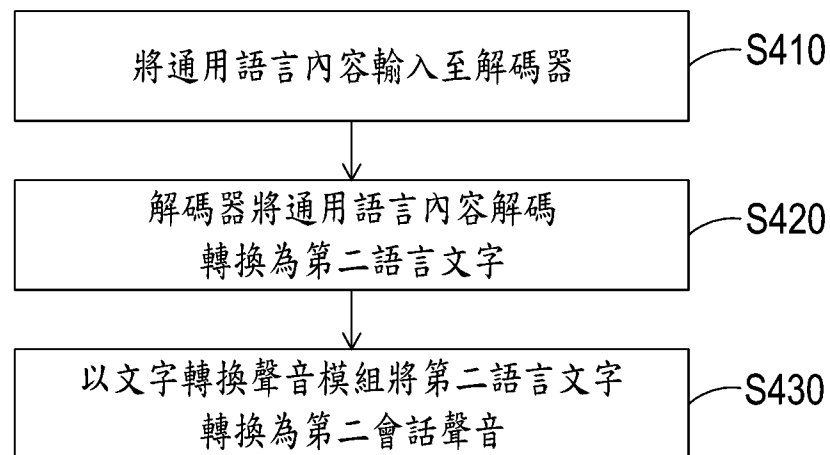 將通用語言內容輸入至解碼器
S410
解碼器將通用語言內容解碼
轉換為第二語言文字
S420
以文字轉換聲音模組將第二語言文字
轉換為第二會話聲音
S430